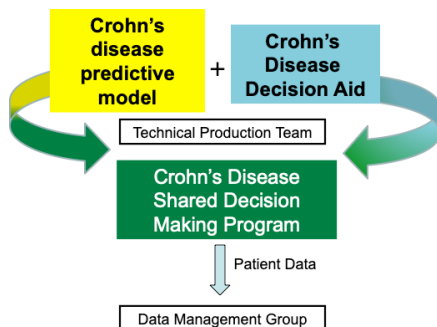 Crohn's
disease
predictive
model
+
Crohn's
Disease
Decision Aid
Technical Production Team
Crohn's Disease
Shared Decision
Making Program
Patient Data
Data Management Group